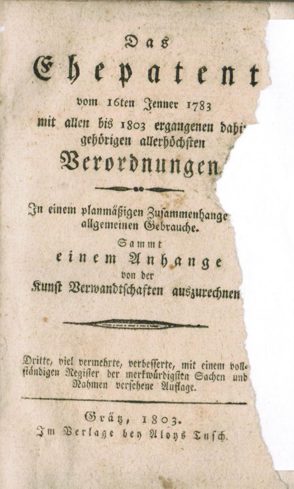 Das
Ehepatent
vom 16ten Jenner 1783
mit allen bis 1803 ergangenen dahi
gehörigen allerhöchsten
Verordnungen
In einem planmäßigen Zusammenhange
allgemeinen Gebrauche.
Sammt
einem Anhange
von der
Kunst Verwandtschaften auszurechnen
Dritte, viel vermehrte, verbesserte, mit einem voll-
ständigen Register der merkwürdigsten Sachen und
Nahmen versehene Auflage.
Grätz, 1803.
Im Verlage bey Aloys Tusch.